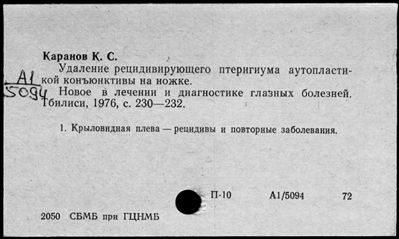 Каранов К. С.
Удаление рецидивирующего птеригиума аутопласти-
кой конъюнктивы на ножке.
А1
5094
Новое в лечении и диагностике глазных болезней.
Тбилиси, 1976, с. 230—232.
1. Крыловидная плева — рецидивы и повторные заболевания.
П-10 А1/5094 72
2050 СБМБ при ГЦНМБ